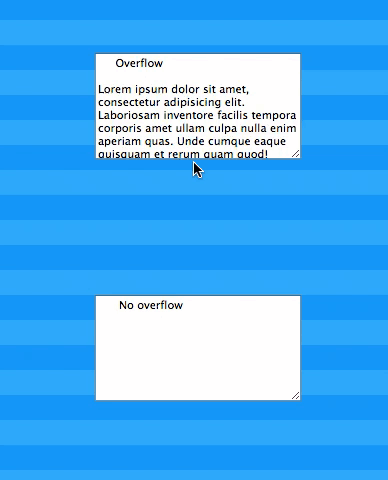 Overflow
Lorem ipsum dolor sit amet,
consectetur adipisicing elit.
Laboriosam inventore facilis tempora
corporis amet ullam culpa nulla enim
aperiam quas. Unde cumque eaque
quisquam et rerum quam quod!
No overflow